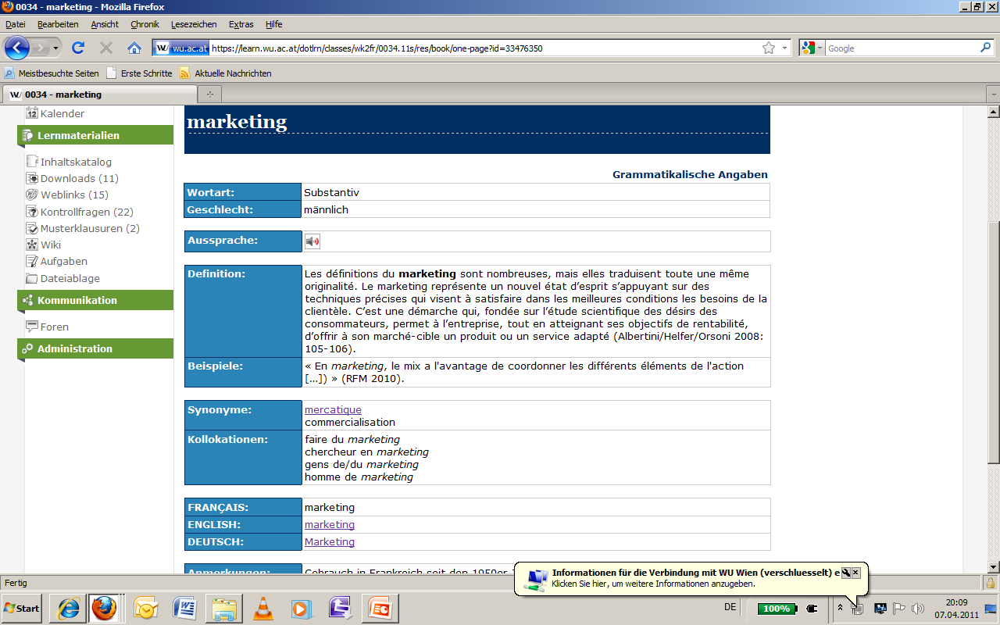 0034 - marketing - Mozilla Firefox
Datei Bearbeiten Ansicht Chronik Lesezeichen Extras Hilfe
W wu.ac.at https://learn.wu.ac.at/dotlrn/classes/wk2fr/0034.11s/res/book/one-page?id=33476350
Google
Meistbesuchte Seiten Erste Schritte Aktuelle Nachrichten
W 0034 - marketing
12 Kalender
Lernmaterialien
Inhaltskatalog
Downloads (11)
Weblinks (15)
Kontrollfragen (22)
Musterklausuren (2)
Wiki
Aufgaben
Dateiablage
Kommunikation
Foren
Administration
marketing
Grammatikalische Angaben
Wortart: Substantiv
Geschlecht: männlich
Aussprache:
Definition: Les définitions du marketing sont nombreuses, mais elles traduisent toute une même
originalité. Le marketing représente un nouvel état d’esprit s’appuyant sur des
techniques précises qui visent à satisfaire dans les meilleures conditions les besoins de la
clientèle. C’est une démarche qui, fondée sur l’étude scientifique des désirs des
consommateurs, permet à l’entreprise, tout en atteignant ses objectifs de rentabilité,
d’offrir à son marché-cible un produit ou un service adapté (Albertini/Helfer/Orsoni 2008:
105-106).
Beispiele: « En marketing, le mix a l'avantage de coordonner les différents éléments de l'action
[…]) » (RFM 2010).
Synonyme: mercatique
commercialisation
Kollokationen: faire du marketing
chercheur en marketing
gens de/du marketing
homme de marketing
FRANÇAIS: marketing
ENGLISH: marketing
DEUTSCH: Marketing
Anmerkungen: Gebrauch in Frankreich seit den 1950er
Informationen für die Verbindung mit WU Wien (verschluesselt) e
Klicken Sie hier, um weitere Informationen anzugeben.
Fertig
Start
DE
100%
20:09
07.04.2011